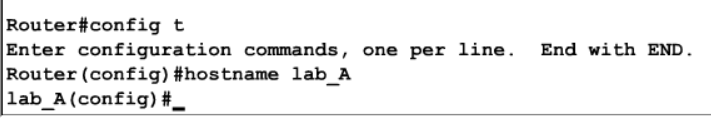 Router#config t
Enter configuration commands, one per line.  End with END.
Router(config)#hostname lab_A
lab_A(config)#_